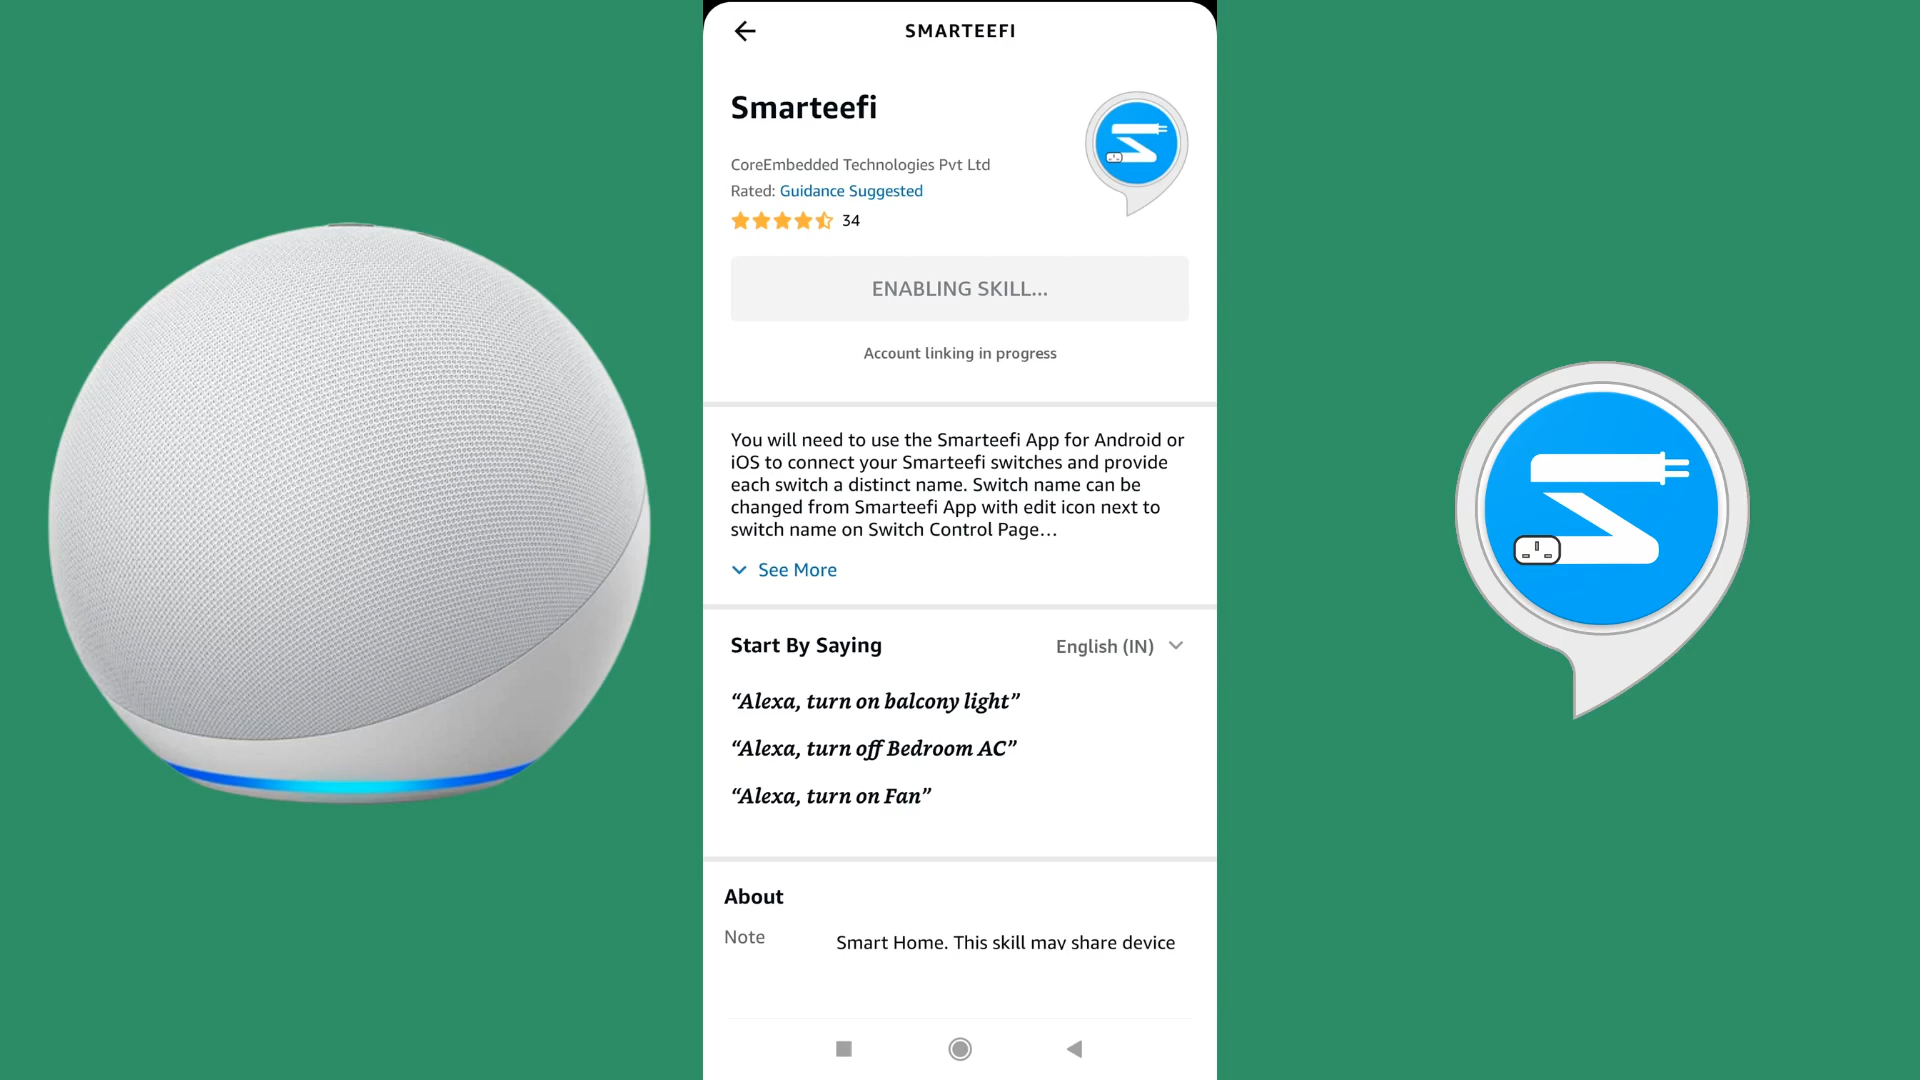 SMARTEEFI
Smarteefi
CoreEmbedded Technologies Pvt Ltd
Rated: Guidance Suggested
34
ENABLING SKILL...
Account linking in progress
You will need to use the Smarteefi App for Android or
iOS to connect your Smarteefi switches and provide
each switch a distinct name. Switch name can be
changed from Smarteefi App with edit icon next to
switch name on Switch Control Page...
See More
Start By Saying English (IN)
“Alexa, turn on balcony light”
“Alexa, turn off Bedroom AC”
“Alexa, turn on Fan”
About
Note Smart Home. This skill may share device